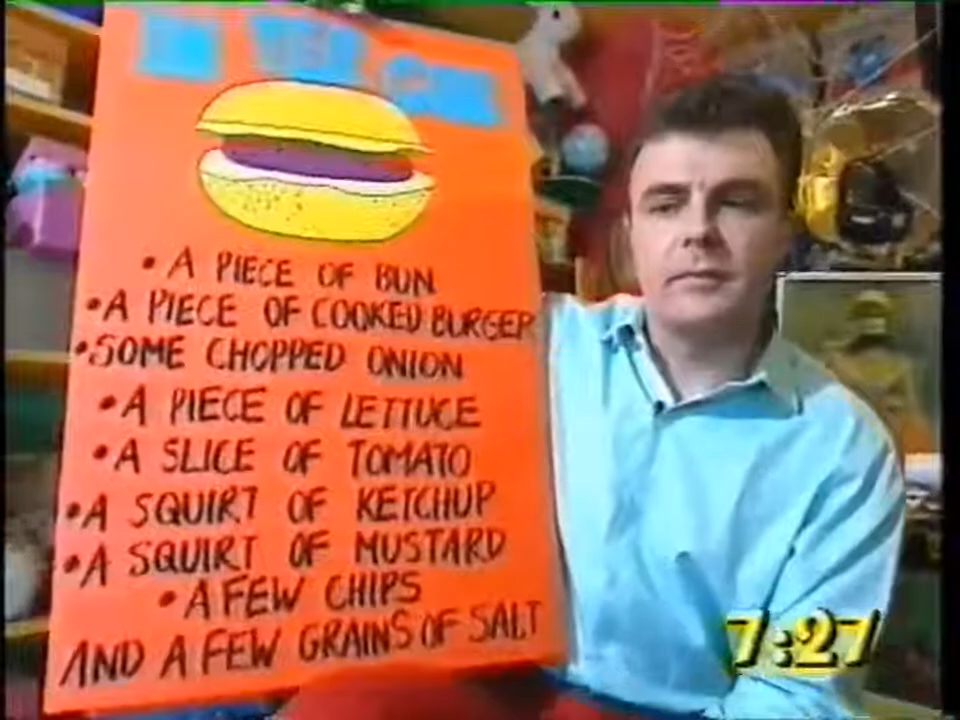 • A PIECE OF BUN
• A PIECE OF COOKED BURGER
• SOME CHOPPED ONION
• A PIECE OF LETTUCE
• A SLICE OF TOMATO
• A SQUIRT OF KETCHUP
• A SQUIRT OF MUSTARD
• A FEW CHIPS
AND A FEW GRAINS OF SALT
7:27